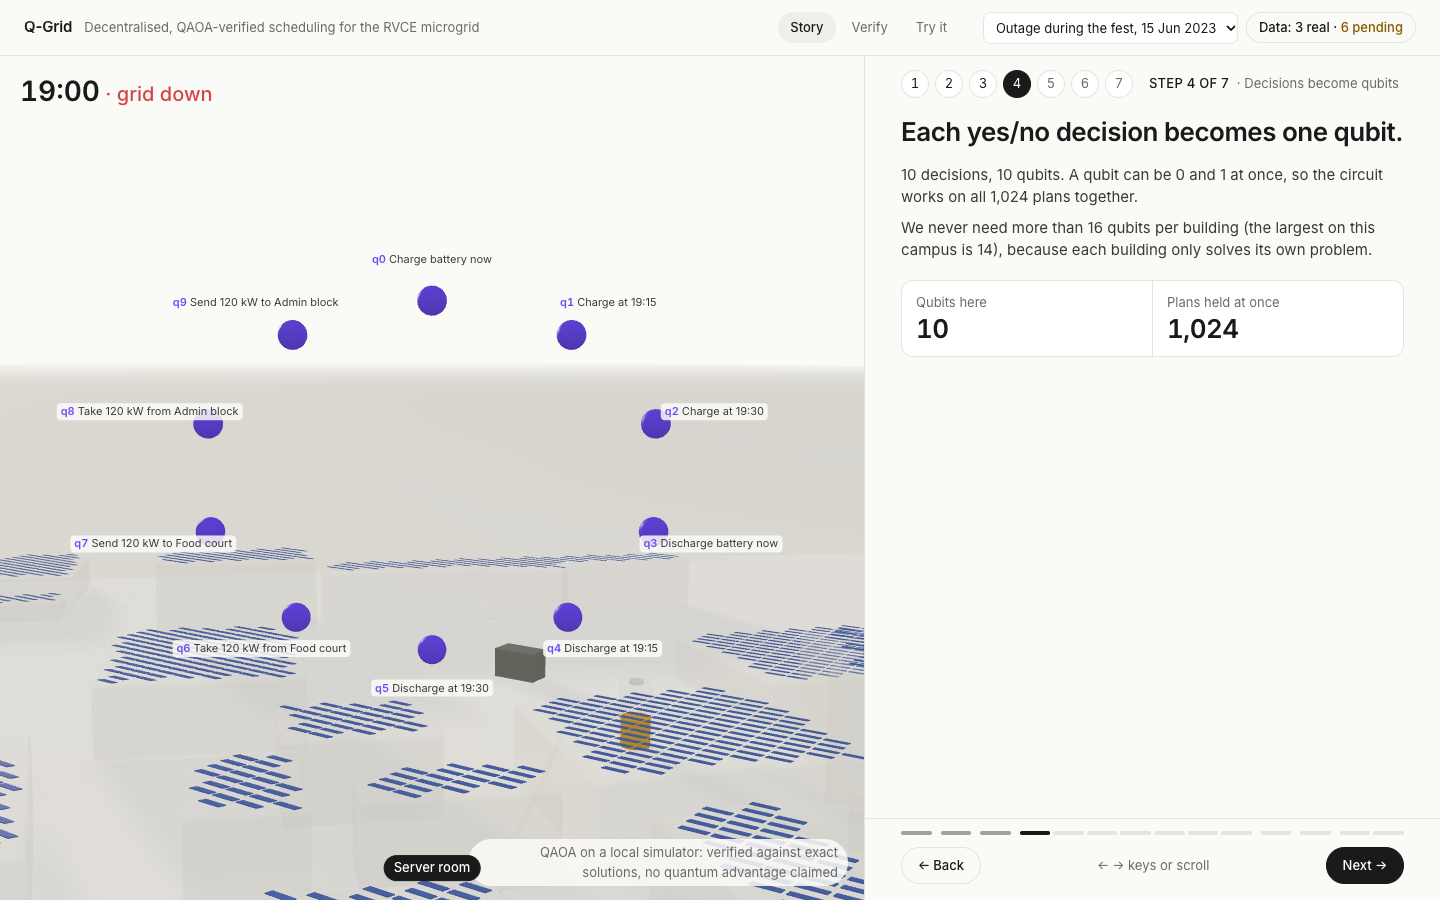 Q-Grid Decentralised, QAOA-verified scheduling for the RVCE microgrid
Story Verify Try it
Outage during the fest, 15 Jun 2023
Data: 3 real · 6 pending
19:00 · grid down
q0 Charge battery now
q9 Send 120 kW to Admin block
q1 Charge at 19:15
q8 Take 120 kW from Admin block
q2 Charge at 19:30
q7 Send 120 kW to Food court
q3 Discharge battery now
q6 Take 120 kW from Food court
q4 Discharge at 19:15
q5 Discharge at 19:30
Server room
QAOA on a local simulator: verified against exact
solutions, no quantum advantage claimed
1 2 3 4 5 6 7 STEP 4 OF 7 · Decisions become qubits
Each yes/no decision becomes one qubit.
10 decisions, 10 qubits. A qubit can be 0 and 1 at once, so the circuit
works on all 1,024 plans together.
We never need more than 16 qubits per building (the largest on this
campus is 14), because each building only solves its own problem.
Qubits here
10
Plans held at once
1,024
← Back
← → keys or scroll
Next →